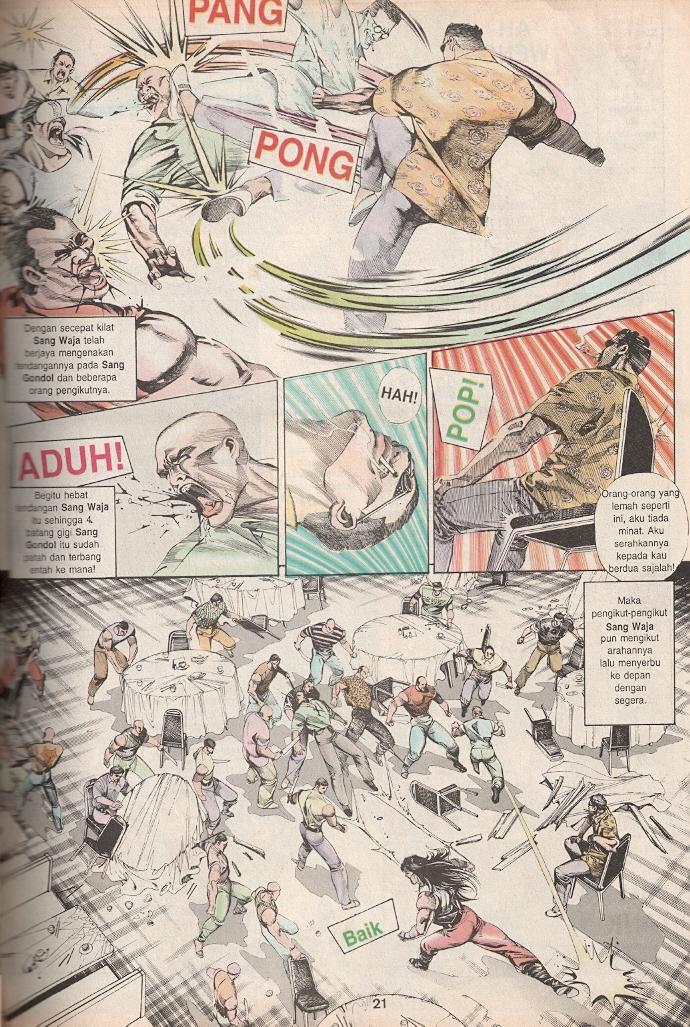 PANG
PONG
Dengan secepat kilat
Sang Waja telah
berjaya mengenakan
tendangannya pada Sang
Gondol dan beberapa
orang pengikutnya.
ADUH!
Begitu hebat
tendangan Sang Waja
itu sehingga 4
batang gigi Sang
Gondol itu sudah
patah dan terbang
entah ke mana!
HAH!
POP!
Orang-orang yang
lemah seperti
ini, aku tiada
minat. Aku
serahkannya
kepada kau
berdua sajalah!
Maka
pengikut-pengikut
Sang Waja
pun mengikut
arahannya
lalu menyerbu
ke depan
dengan
segera.
Baik
21